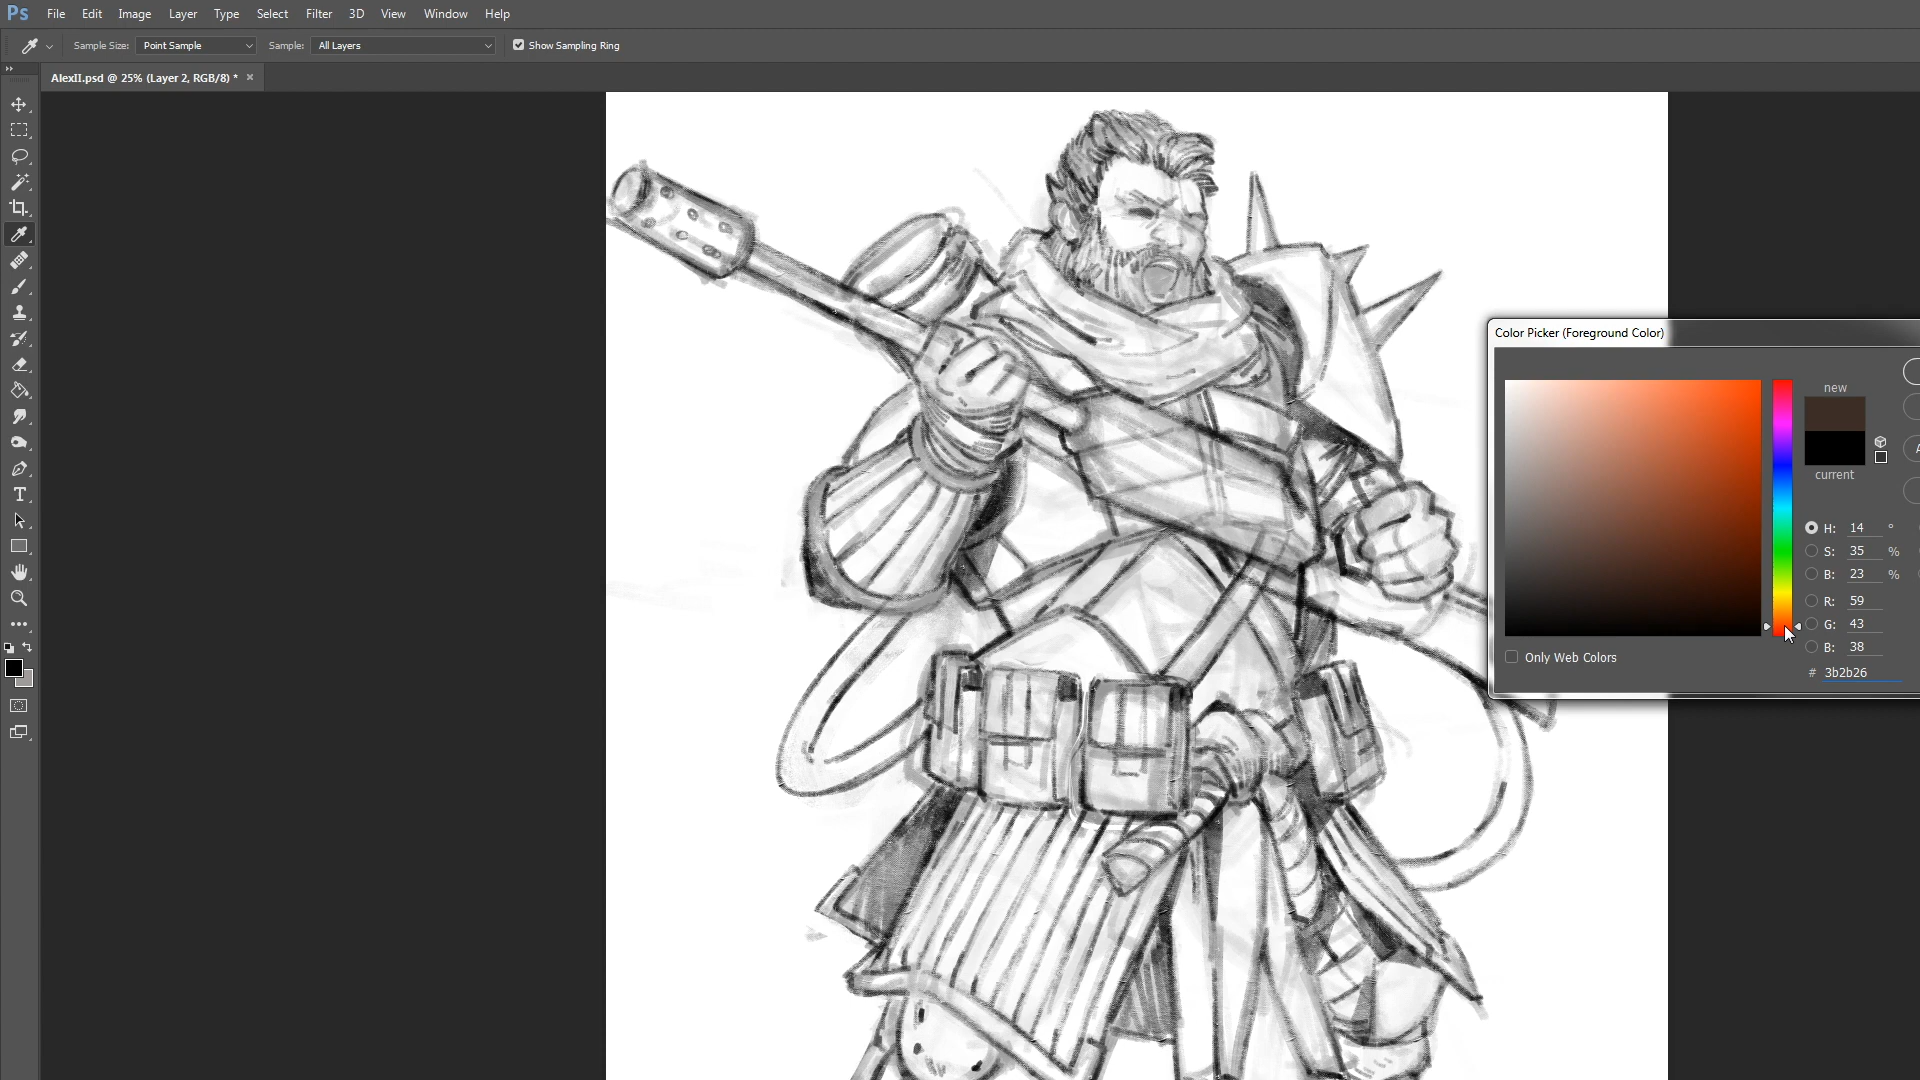 Ps File Edit Image Layer Type Select Filter 3D View Window Help
Sample Size: Point Sample Sample: All Layers Show Sampling Ring
AlexII.psd @ 25% (Layer 2, RGB/8) * ×
T
Color Picker (Foreground Color)
new
current
H: 14 °
S: 35 %
B: 23 %
R: 59
G: 43
B: 38
# 3b2b26
Only Web Colors